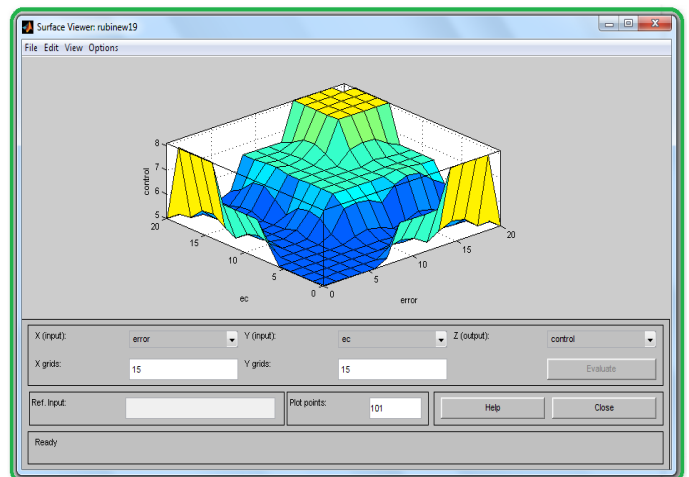 Surface Viewer: rubinew19
File Edit View Options
8
7
6
5
control
20
15
10
5
0
ec
0
5
10
15
20
error
X (input):
error
Y (input):
ec
Z (output):
control
X grids:
15
Y grids:
15
Evaluate
Ref. Input:
Plot points:
101
Help
Close
Ready